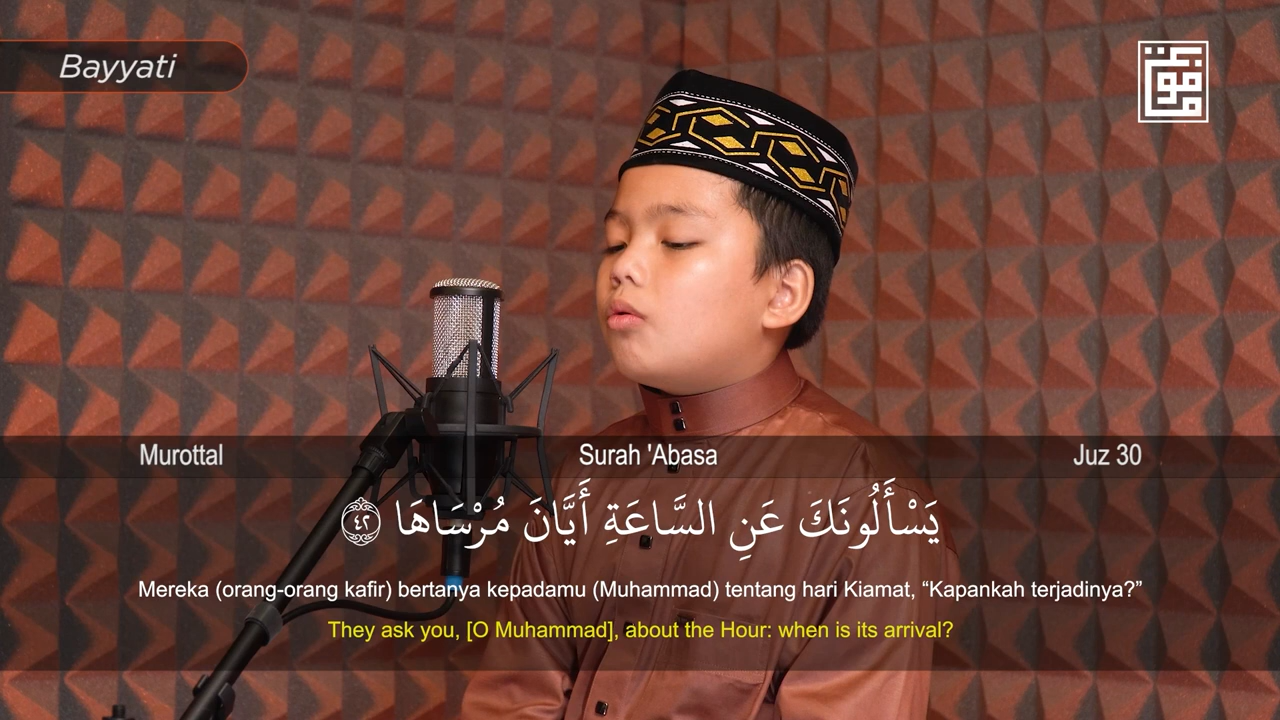 Bayyati
Murottal
Surah 'Abasa
Juz 30
يَسْأَلُونَكَ عَنِ السَّاعَةِ أَيَّانَ مُرْسَاهَا ٤٢
Mereka (orang-orang kafir) bertanya kepadamu (Muhammad) tentang hari Kiamat, “Kapankah terjadinya?”
They ask you, [O Muhammad], about the Hour: when is its arrival?